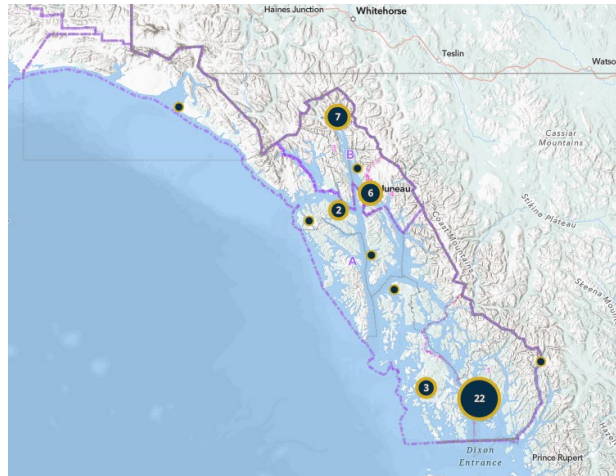 Haines Junction
Whitehorse
Teslin
Watso
7
Cassiar
Mountains
B
6
Juneau
2
Stikine Plateau
Coast Mountains
A
Skeena Mou
3
22
Dixon
Entrance
Prince Rupert